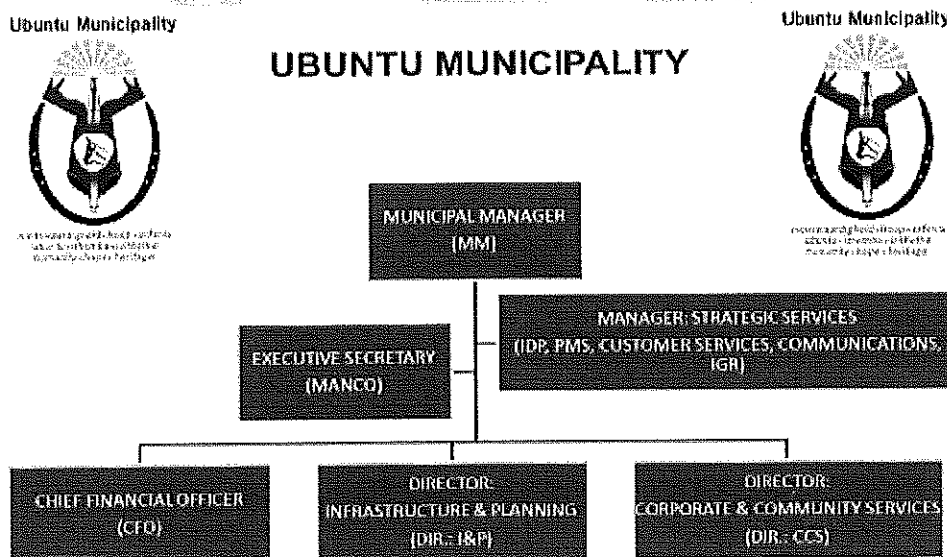 Ubuntu Municipality
Ubuntu Municipality
UBUNTU MUNICIPALITY
MUNICIPAL MANAGER
(MM)
MANAGER: STRATEGIC SERVICES
(IDP, PMS, CUSTOMER SERVICES, COMMUNICATIONS,
IGR)
EXECUTIVE SECRETARY
(MANCO)
CHIEF FINANCIAL OFFICER
(CFO)
DIRECTOR:
INFRASTRUCTURE & PLANNING
(DIR.: I&P)
DIRECTOR:
CORPORATE & COMMUNITY SERVICES
(DIR.: CCS)